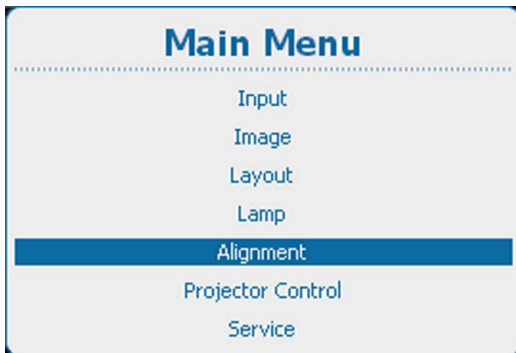 Main Menu
Input
Image
Layout
Lamp
Alignment
Projector Control
Service